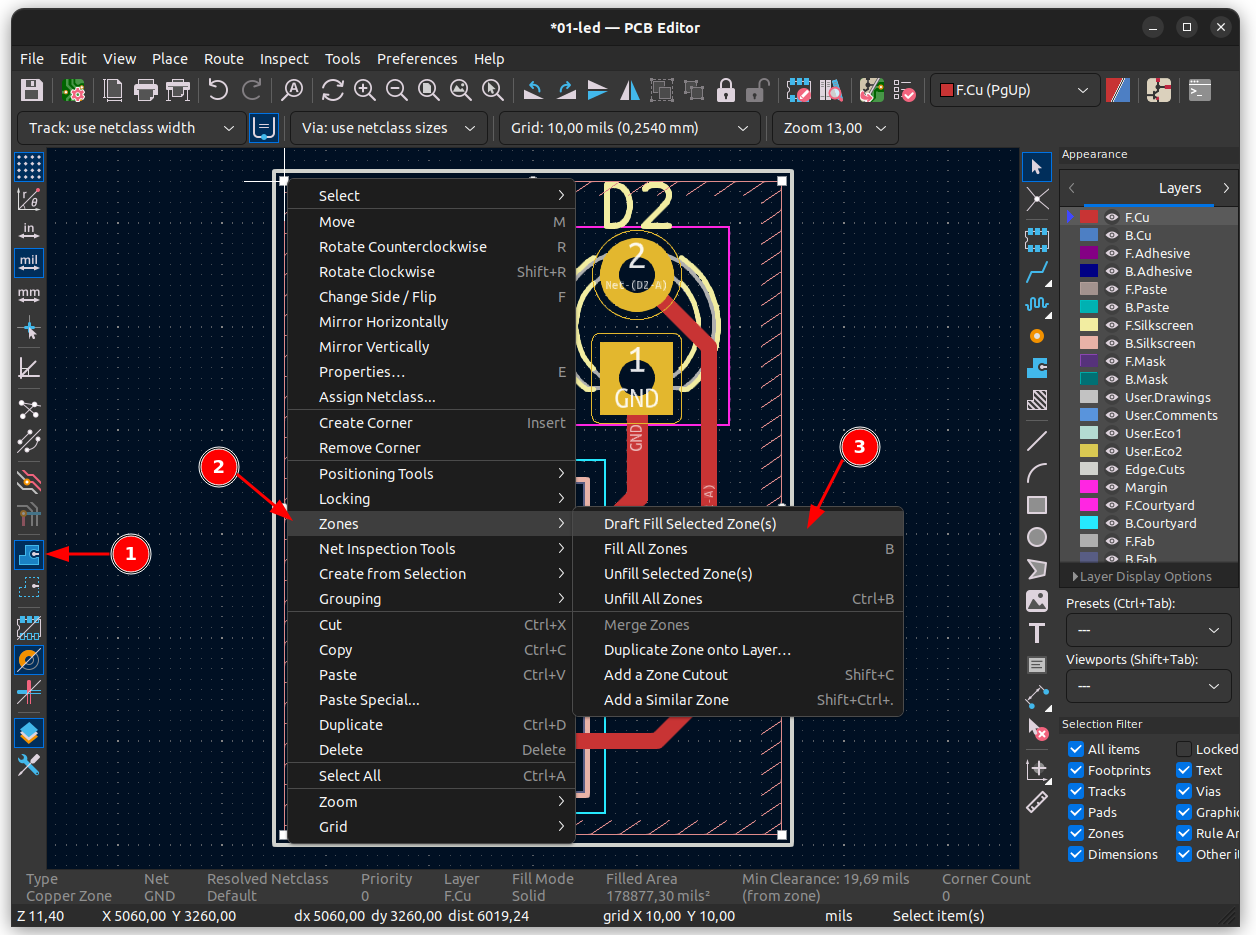 *01-led — PCB Editor
File Edit View Place Route Inspect Tools Preferences Help
F.Cu (PgUp)
Track: use netclass width
Via: use netclass sizes
Grid: 10,00 mils (0,2540 mm)
Zoom 13,00
r
θ
in
mil
mm
1
2
3
Select
Move M
Rotate Counterclockwise R
Rotate Clockwise Shift+R
Change Side / Flip F
Mirror Horizontally
Mirror Vertically
Properties... E
Assign Netclass...
Create Corner Insert
Remove Corner
Positioning Tools
Locking
Zones
Net Inspection Tools
Create from Selection
Grouping
Cut Ctrl+X
Copy Ctrl+C
Paste Ctrl+V
Paste Special...
Duplicate Ctrl+D
Delete Delete
Select All Ctrl+A
Zoom
Grid
D2
2
Net-(D2-A)
1
GND
GND
-A)
Draft Fill Selected Zone(s)
Fill All Zones B
Unfill Selected Zone(s)
Unfill All Zones Ctrl+B
Merge Zones
Duplicate Zone onto Layer...
Add a Zone Cutout Shift+C
Add a Similar Zone Shift+Ctrl+.
T
Appearance
Layers
F.Cu
B.Cu
F.Adhesive
B.Adhesive
F.Paste
B.Paste
F.Silkscreen
B.Silkscreen
F.Mask
B.Mask
User.Drawings
User.Comments
User.Eco1
User.Eco2
Edge.Cuts
Margin
F.Courtyard
B.Courtyard
F.Fab
B.Fab
Layer Display Options
Presets (Ctrl+Tab):
---
Viewports (Shift+Tab):
---
Selection Filter
All items Locked
Footprints Text
Tracks Vias
Pads Graphi
Zones Rule Ar
Dimensions Other it
Type Net Resolved Netclass Priority Layer Fill Mode Filled Area Min Clearance: 19,69 mils Corner Count
Copper Zone GND Default 0 F.Cu Solid 178877,30 mils² (from zone) 0
Z 11,40 X 5060,00 Y 3260,00 dx 5060,00 dy 3260,00 dist 6019,24 grid X 10,00 Y 10,00 mils Select item(s)